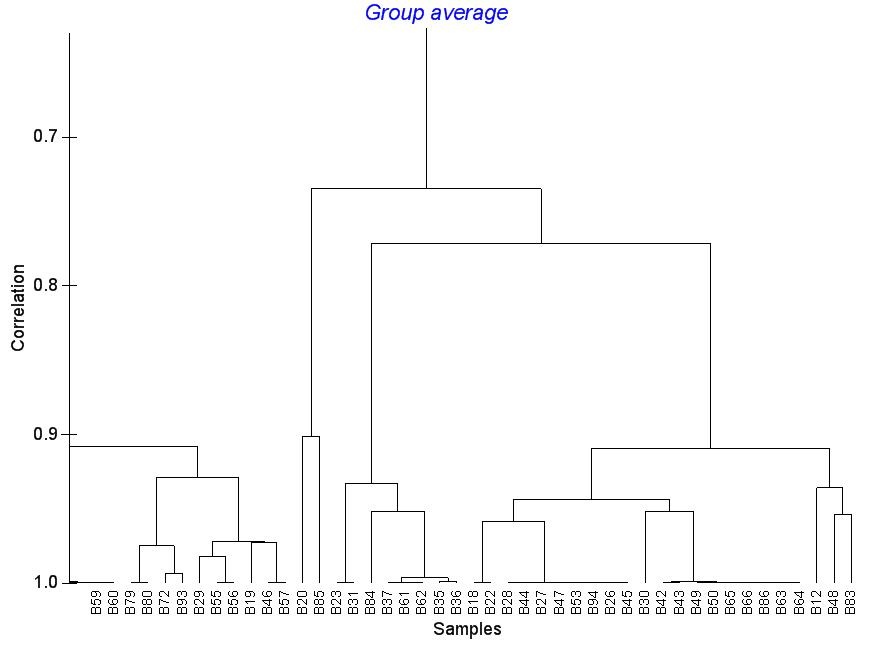 Group average
0.7
0.8
0.9
1.0
Correlation
B59
B60
B79
B80
B72
B93
B29
B55
B56
B19
B46
B57
B20
B85
B23
B31
B84
B37
B61
B62
B35
B36
B18
B22
B28
B44
B27
B47
B53
B94
B26
B45
B30
B42
B43
B49
B50
B65
B66
B86
B63
B64
B12
B48
B83
Samples